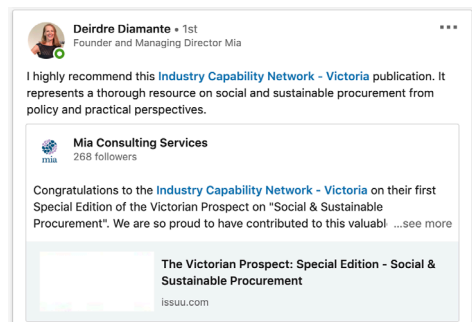 Deirdre Diamante • 1st
Founder and Managing Director Mia
I highly recommend this Industry Capability Network - Victoria publication. It
represents a thorough resource on social and sustainable procurement from
policy and practical perspectives.
mia
Mia Consulting Services
268 followers
Congratulations to the Industry Capability Network - Victoria on their first
Special Edition of the Victorian Prospect on "Social & Sustainable
Procurement". We are so proud to have contributed to this valuabl ...see more
The Victorian Prospect: Special Edition - Social &
Sustainable Procurement
issuu.com